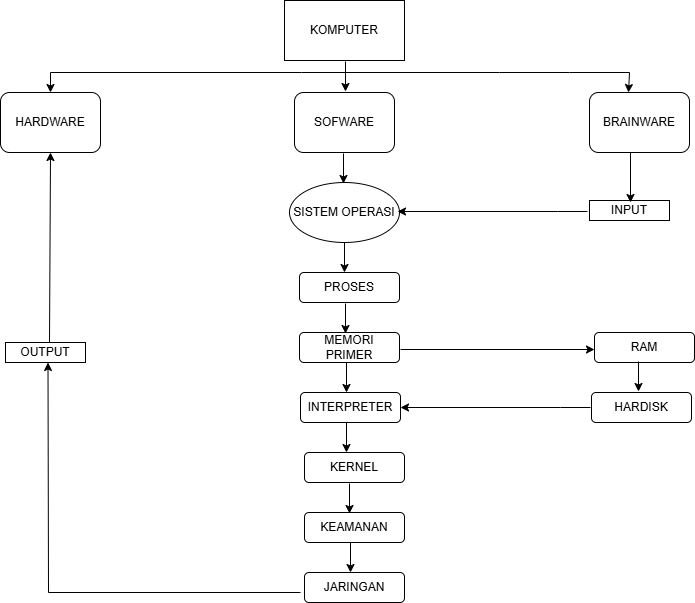 KOMPUTER
HARDWARE
SOFWARE
BRAINWARE
SISTEM OPERASI
INPUT
PROSES
OUTPUT
MEMORI
PRIMER
RAM
INTERPRETER
HARDISK
KERNEL
KEAMANAN
JARINGAN